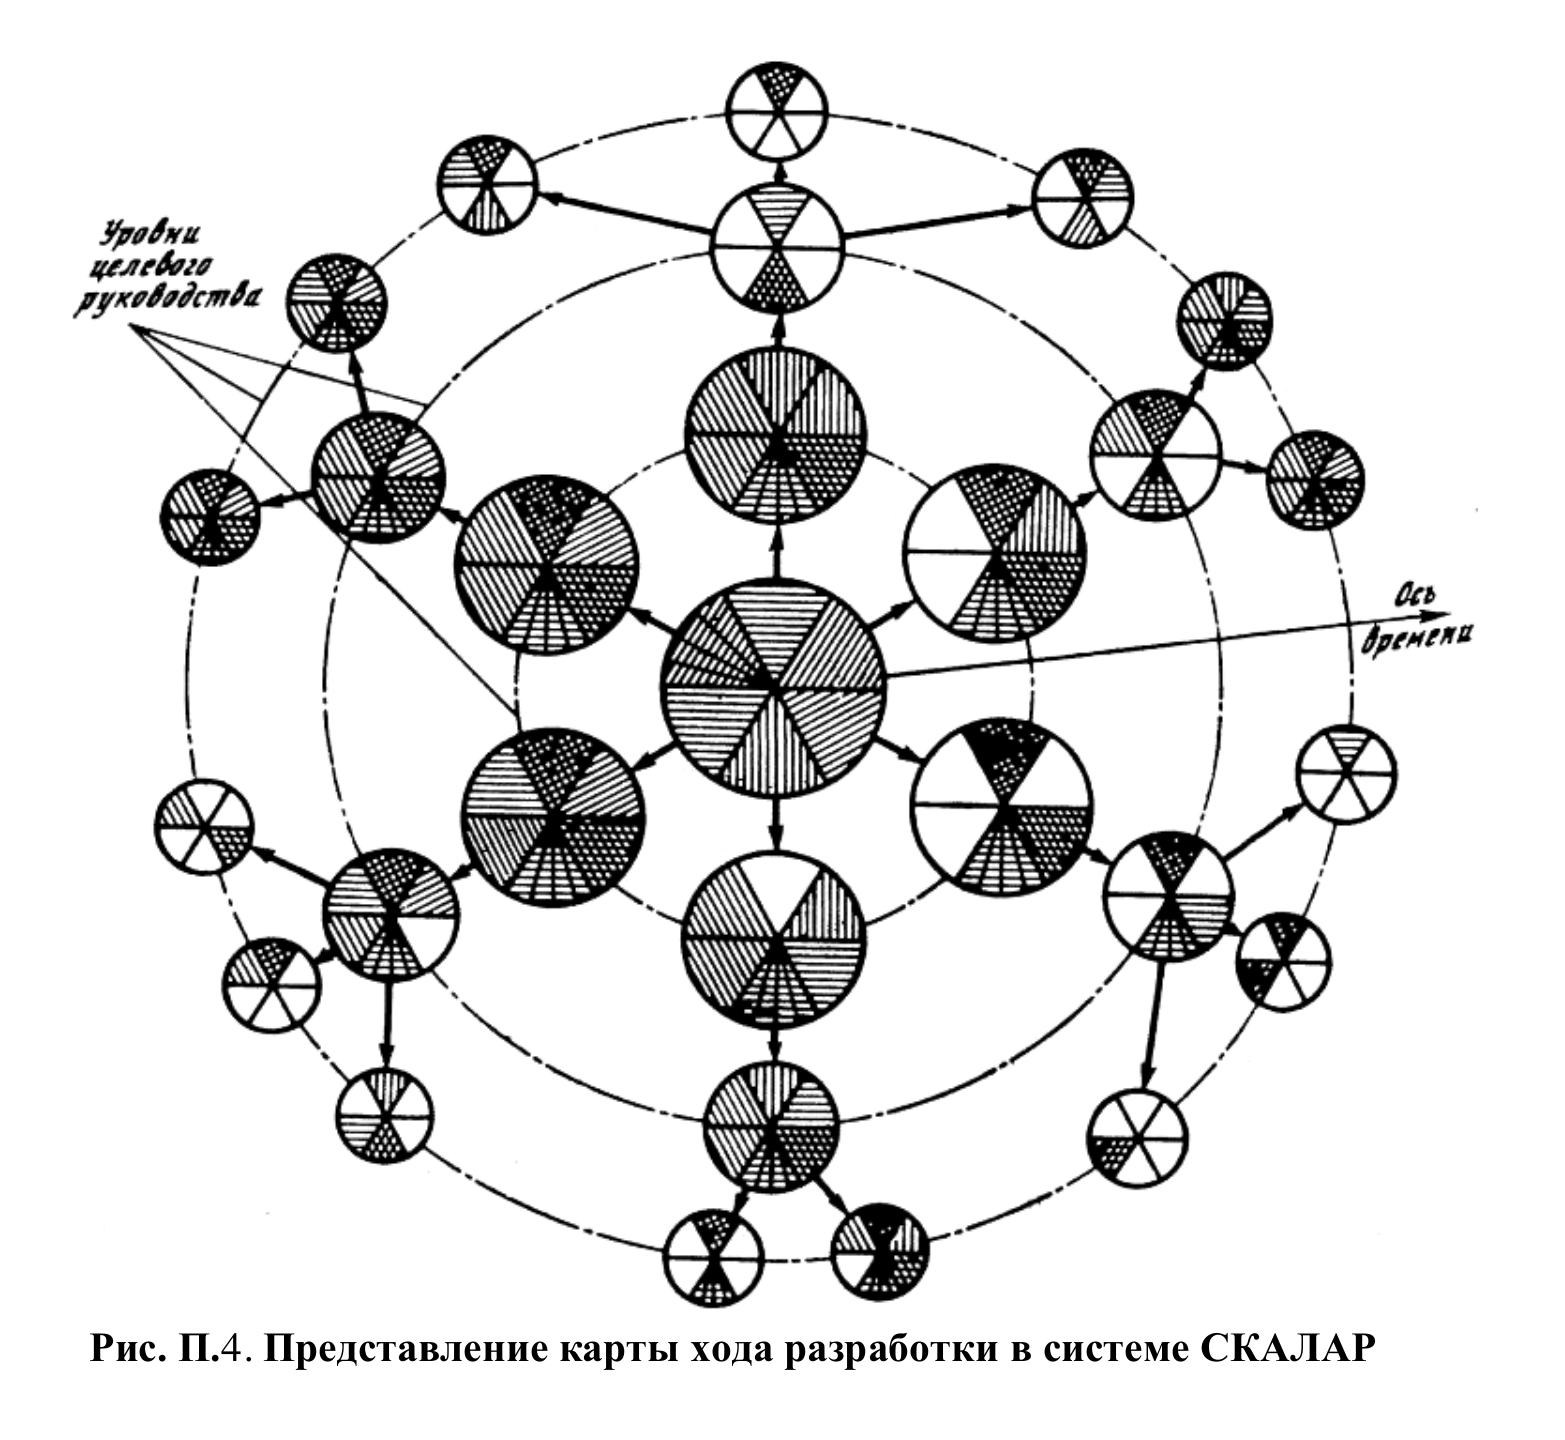 Уровни
целевого
руководства
Ось
времени
Рис. П.4. Представление карты хода разработки в системе СКАЛАР